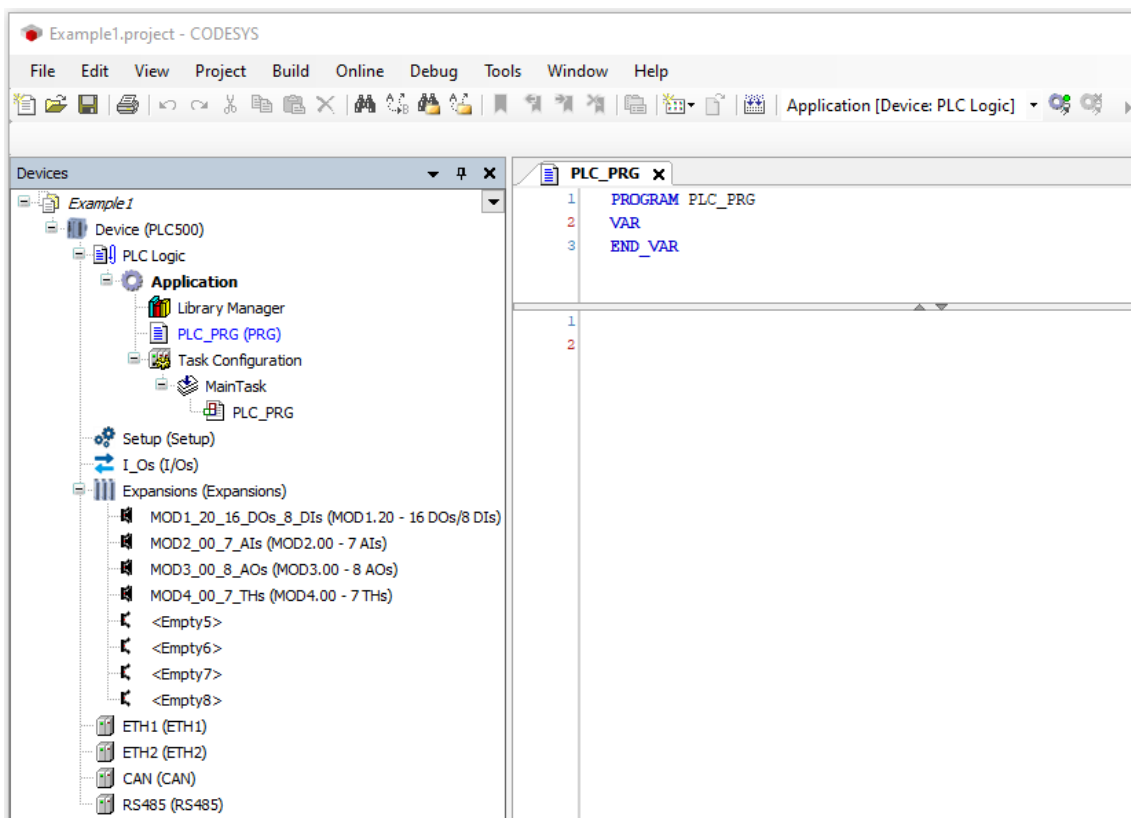 Example1.project - CODESYS
File Edit View Project Build Online Debug Tools Window Help
Application [Device: PLC Logic]
Devices
Example1
Device (PLC500)
PLC Logic
Application
Library Manager
PLC_PRG (PRG)
Task Configuration
MainTask
PLC_PRG
Setup (Setup)
I_Os (I/Os)
Expansions (Expansions)
MOD1_20_16_DOs_8_DIs (MOD1.20 - 16 DOs/8 DIs)
MOD2_00_7_AIs (MOD2.00 - 7 AIs)
MOD3_00_8_AOs (MOD3.00 - 8 AOs)
MOD4_00_7_THs (MOD4.00 - 7 THs)
<Empty5>
<Empty6>
<Empty7>
<Empty8>
ETH1 (ETH1)
ETH2 (ETH2)
CAN (CAN)
RS485 (RS485)
PLC_PRG
1 PROGRAM PLC_PRG
2 VAR
3 END_VAR
1
2